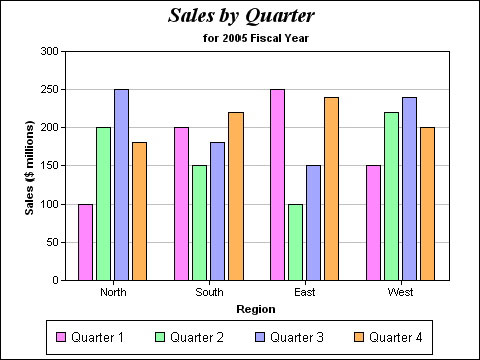 Sales by Quarter
for 2005 Fiscal Year
300
250
200
150
100
50
0
Sales ($ millions)
North South East West
Region
Quarter 1 Quarter 2 Quarter 3 Quarter 4